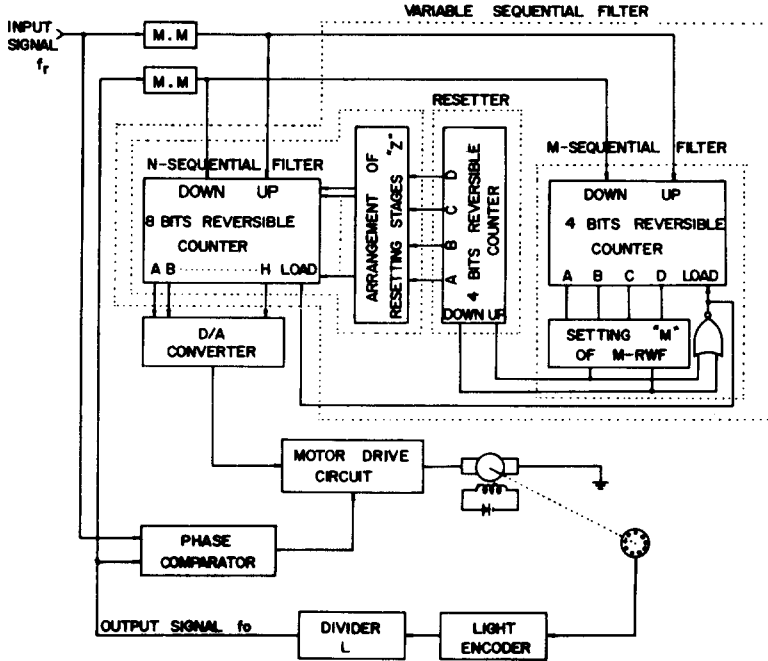 VARIABLE SEQUENTIAL FILTER
INPUT
SIGNAL
fr
M.M
M.M
RESETTER
N-SEQUENTIAL FILTER
M-SEQUENTIAL FILTER
DOWN UP
8 BITS REVERSIBLE
COUNTER
A B H LOAD
ARRANGEMENT OF
RESETTING STAGES "Z"
D
C
B
A
4 BITS REVERSIBLE
COUNTER
DOWN UP
DOWN UP
4 BITS REVERSIBLE
COUNTER
A B C D LOAD
SETTING "M"
OF M-RWF
D/A
CONVERTER
MOTOR DRIVE
CIRCUIT
PHASE
COMPARATOR
OUTPUT SIGNAL fo
DIVIDER
L
LIGHT
ENCODER